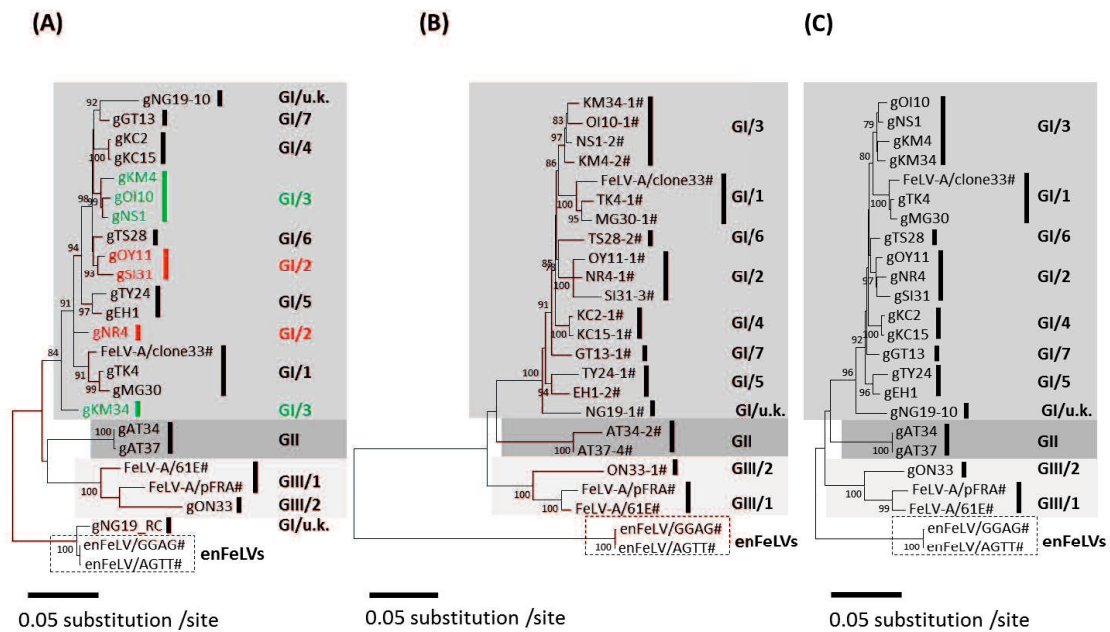 (A)
92
gNG19-10 GI/u.k.
gGT13 GI/7
gKC2
GI/4
100
gKC15
gKM4
98
99
gOI10 GI/3
gNS1
gTS28 GI/6
94
gOY11
GI/2
93
gSI31
gTY24
GI/5
91
97
gEH1
gNR4 GI/2
84
FeLV-A/clone33#
91
gTK4 GI/1
99
gMG30
gKM34 GI/3
100
gAT34
GII
gAT37
FeLV-A/61E#
GIII/1
100
FeLV-A/pFRA#
gON33 GIII/2
gNG19_RC GI/u.k.
100
enFeLV/GGAG#
enFeLVs
enFeLV/AGTT#
0.05 substitution /site
(B)
KM34-1#
83
OI10-1#
GI/3
97
NS1-2#
86
KM4-2#
FeLV-A/clone33#
100
TK4-1# GI/1
95
MG30-1#
TS28-2# GI/6
85
OY11-1#
NR4-1# GI/2
100
SI31-3#
91
KC2-1#
GI/4
100
KC15-1#
GT13-1# GI/7
100
TY24-1#
GI/5
94
EH1-2#
NG19-1# GI/u.k.
100
AT34-2#
GII
AT37-4#
ON33-1# GIII/2
100
FeLV-A/pFRA#
GIII/1
FeLV-A/61E#
100
enFeLV/GGAG#
enFeLVs
enFeLV/AGTT#
0.05 substitution /site
(C)
gOI10
79
gNS1
GI/3
80
gKM4
gKM34
FeLV-A/clone33#
100
gTK4 GI/1
gMG30
gTS28 GI/6
gOY11
97
gNR4 GI/2
gSI31
gKC2
GI/4
100
gKC15
92
gGT13 GI/7
96
gTY24
GI/5
96
gEH1
gNG19-10 GI/u.k.
100
gAT34
GII
gAT37
gON33 GIII/2
100
FeLV-A/pFRA#
GIII/1
99
FeLV-A/61E#
100
enFeLV/GGAG#
enFeLVs
enFeLV/AGTT#
0.05 substitution /site